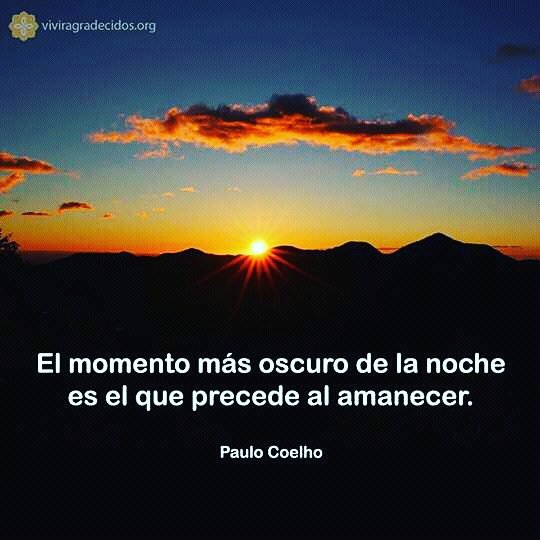 viviragradecidos.org
El momento más oscuro de la noche
es el que precede al amanecer.
Paulo Coelho